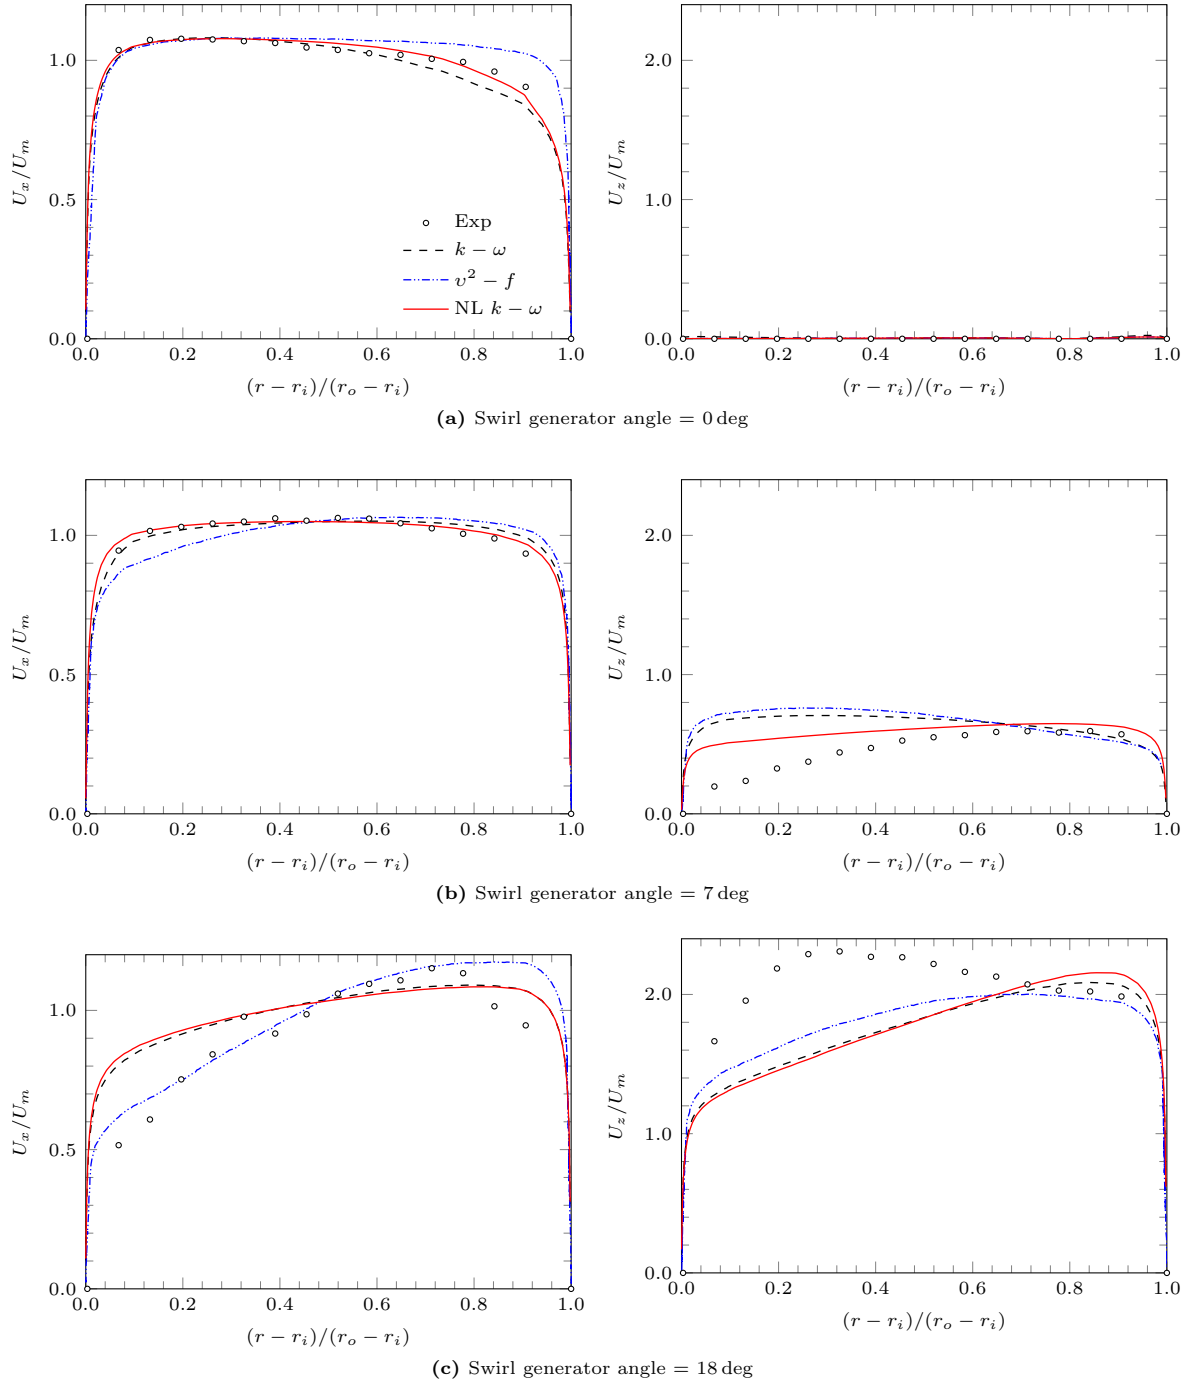 1.0
0.5
0.0
U_x/U_m
Exp
k − ω
υ² − f
NL k − ω
0.0 0.2 0.4 0.6 0.8 1.0
(r − r_i)/(r_o − r_i)
2.0
1.0
0.0
U_z/U_m
0.0 0.2 0.4 0.6 0.8 1.0
(r − r_i)/(r_o − r_i)
(a) Swirl generator angle = 0 deg
1.0
0.5
0.0
U_x/U_m
0.0 0.2 0.4 0.6 0.8 1.0
(r − r_i)/(r_o − r_i)
2.0
1.0
0.0
U_z/U_m
0.0 0.2 0.4 0.6 0.8 1.0
(r − r_i)/(r_o − r_i)
(b) Swirl generator angle = 7 deg
1.0
0.5
0.0
U_x/U_m
0.0 0.2 0.4 0.6 0.8 1.0
(r − r_i)/(r_o − r_i)
2.0
1.0
0.0
U_z/U_m
0.0 0.2 0.4 0.6 0.8 1.0
(r − r_i)/(r_o − r_i)
(c) Swirl generator angle = 18 deg